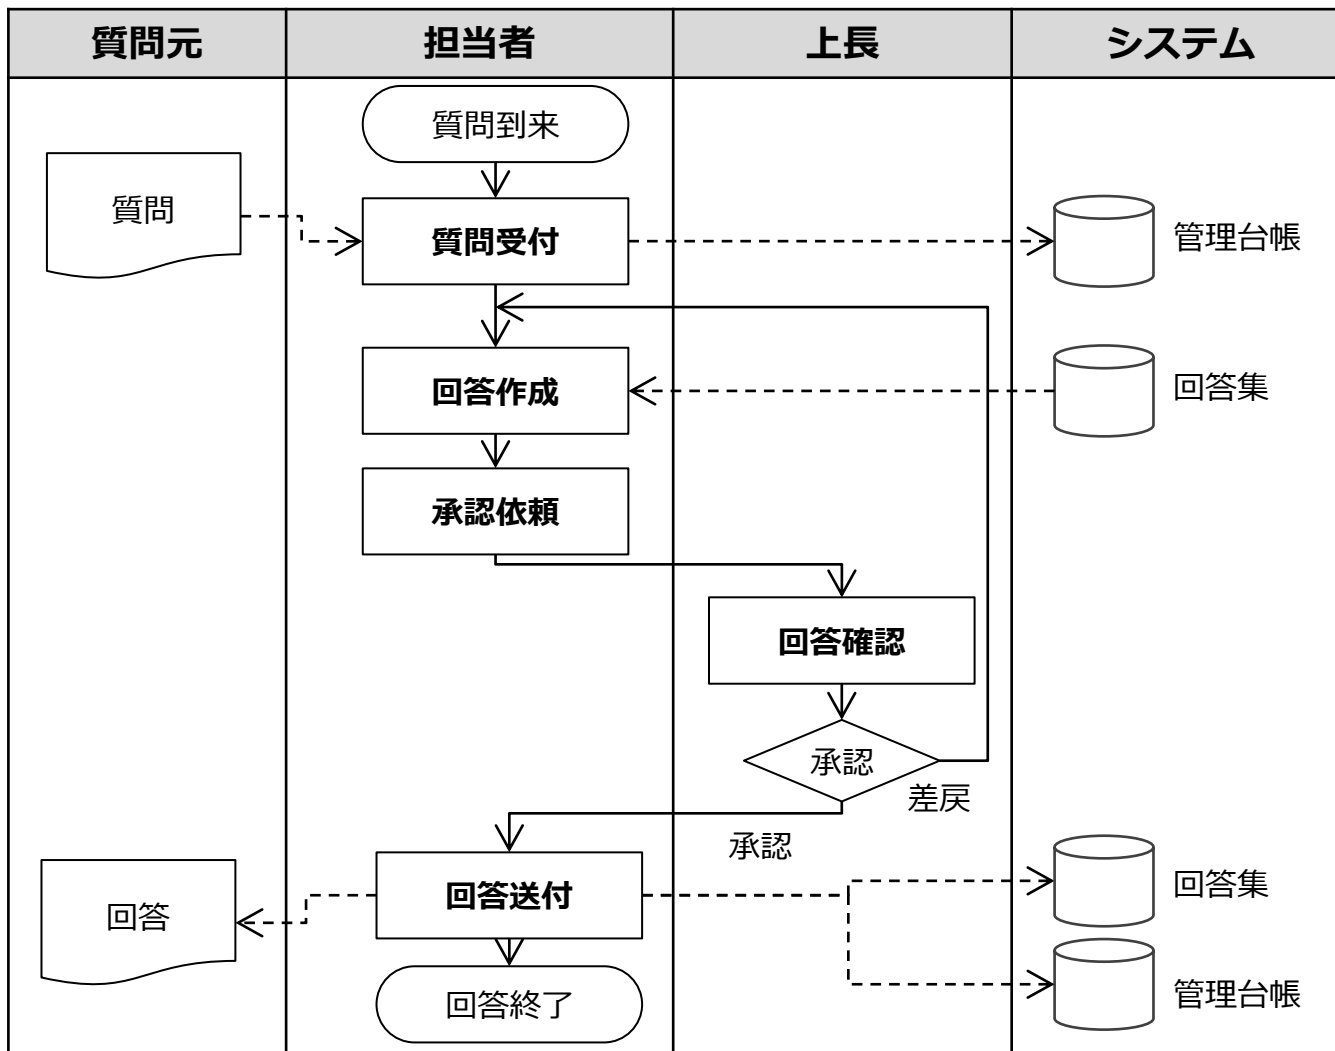 質問元
担当者
上長
システム
質問到来
質問
質問受付
管理台帳
回答作成
回答集
承認依頼
回答確認
承認
差戻
承認
回答送付
回答集
回答
管理台帳
回答終了